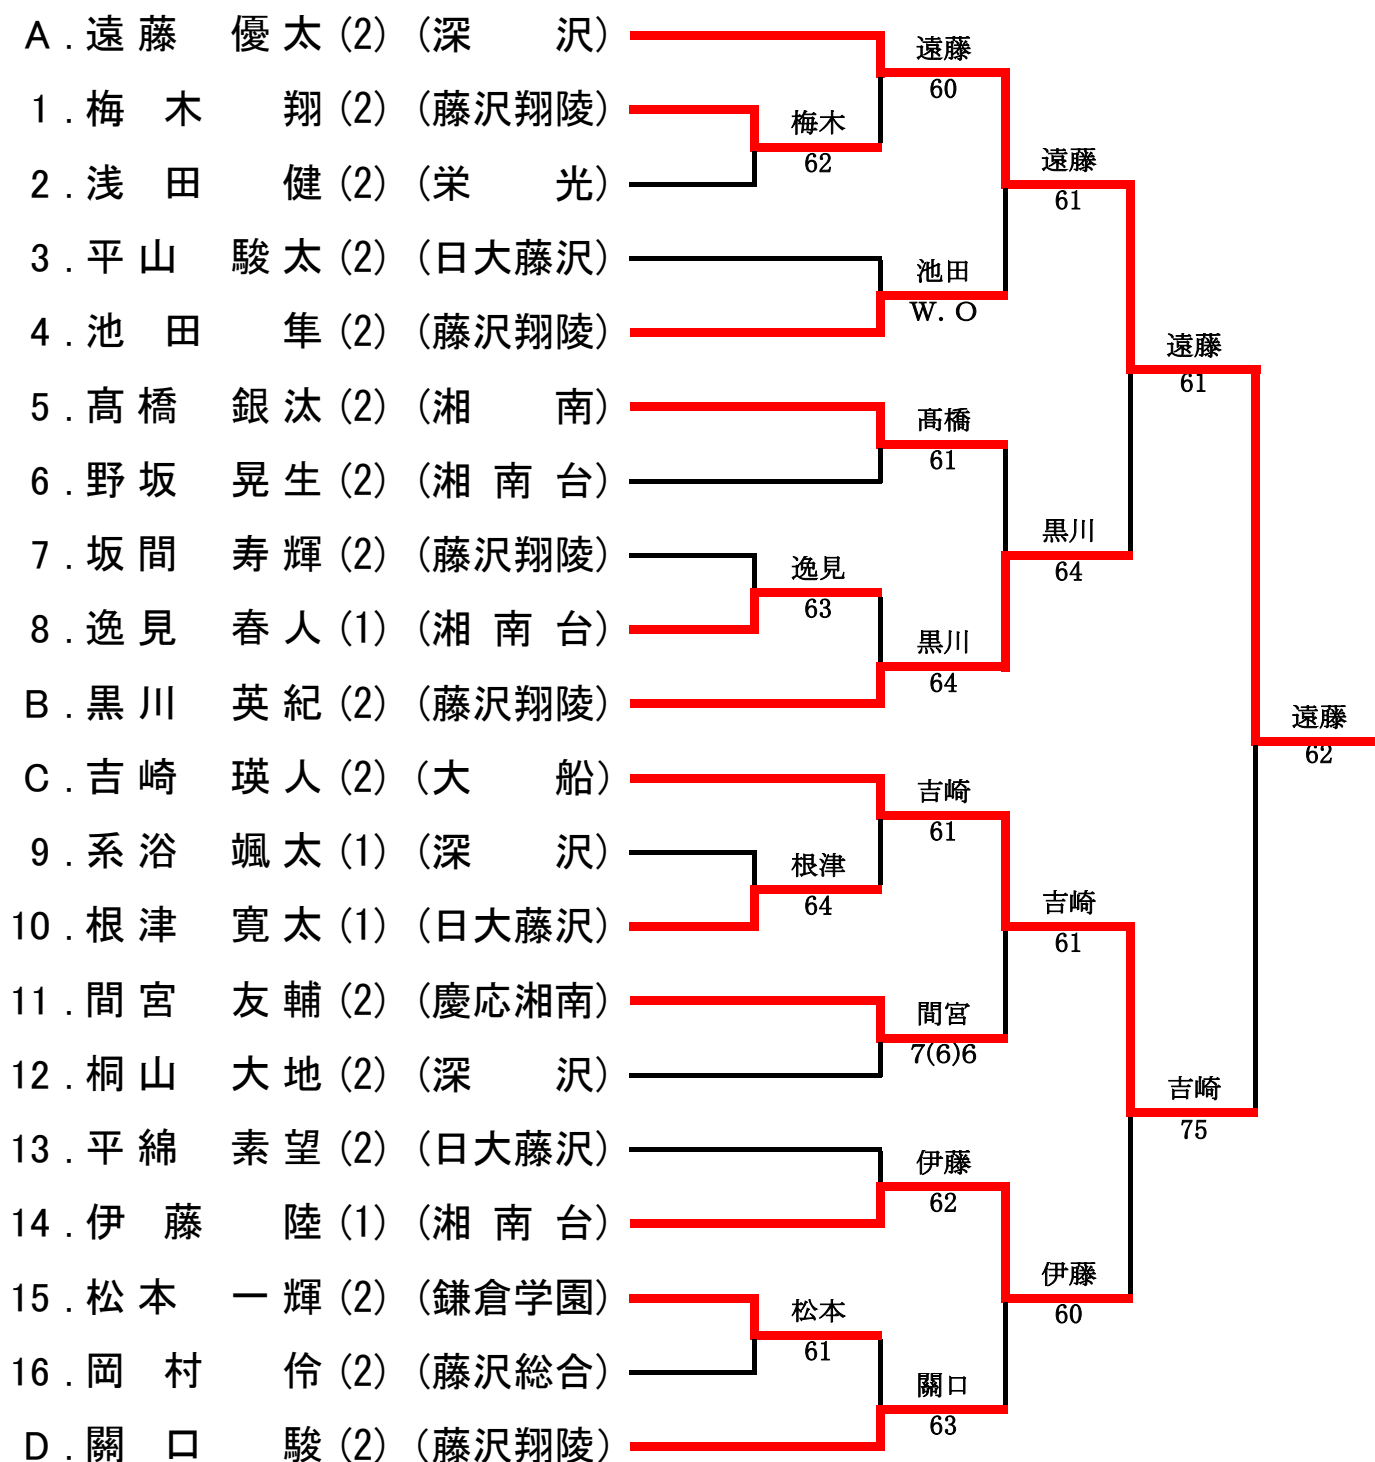 A．遠藤　優太(2)（深　沢）
1．梅木　翔(2)（藤沢翔陵）
2．浅田　健(2)（栄　光）
3．平山　駿太(2)（日大藤沢）
4．池田　隼(2)（藤沢翔陵）
5．髙橋　銀汰(2)（湘　南）
6．野坂　晃生(2)（湘南台）
7．坂間　寿輝(2)（藤沢翔陵）
8．逸見　春人(1)（湘南台）
B．黒川　英紀(2)（藤沢翔陵）
C．吉崎　瑛人(2)（大　船）
9．系浴　颯太(1)（深　沢）
10．根津　寛太(1)（日大藤沢）
11．間宮　友輔(2)（慶応湘南）
12．桐山　大地(2)（深　沢）
13．平綿　素望(2)（日大藤沢）
14．伊藤　陸(1)（湘南台）
15．松本　一輝(2)（鎌倉学園）
16．岡村　伶(2)（藤沢総合）
D．關口　駿(2)（藤沢翔陵）
梅木
62
逸見
63
根津
64
松本
61
遠藤
60
池田
W.O
髙橋
61
黒川
64
吉崎
61
間宮
7(6)6
伊藤
62
關口
63
遠藤
61
黒川
64
吉崎
61
伊藤
60
遠藤
61
吉崎
75
遠藤
62